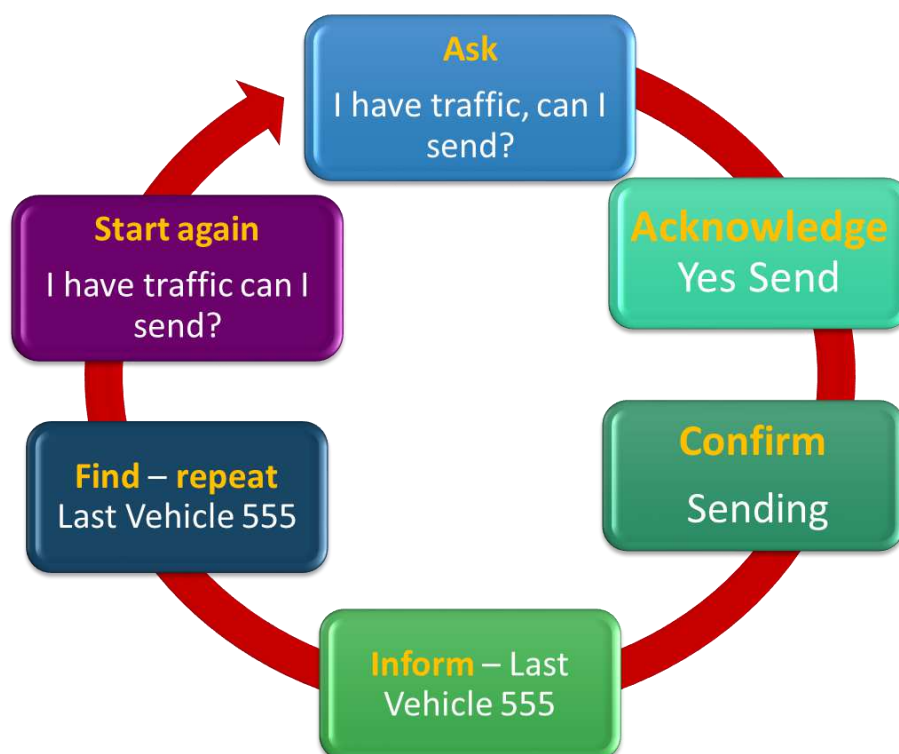 Ask
I have traffic, can I
send?
Acknowledge
Yes Send
Confirm
Sending
Inform – Last
Vehicle 555
Find – repeat
Last Vehicle 555
Start again
I have traffic can I
send?